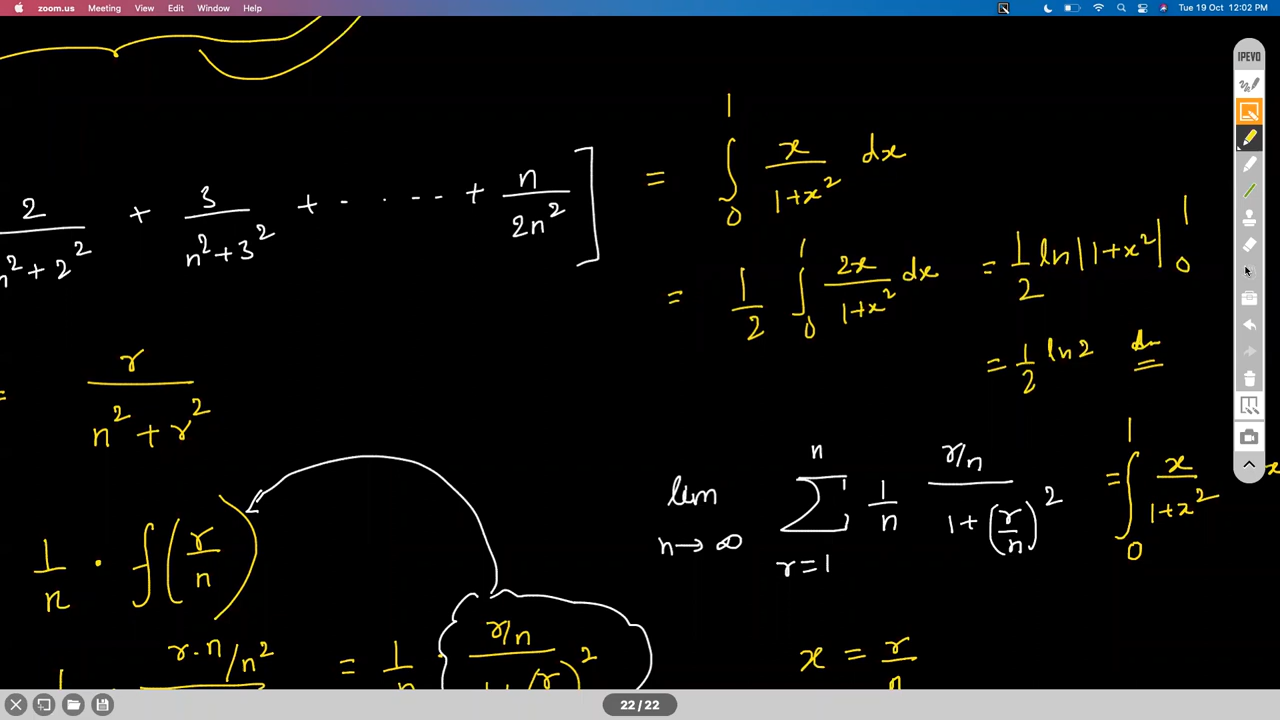 zoom.us Meeting View Edit Window Help Tue 19 Oct 12:02 PM
IPEVO
2/n²+2² + 3/(n²+3²) + - . . -- + n/2n² ] = ∫₀¹ x/(1+x²) dx
= 1/2 ∫₀¹ 2x/(1+x²) dx = 1/2 ln|1+x²| |₀¹
= 1/2 ln2
= r/(n²+r²)
lim n→∞ Σ r=1 n 1/n (r/n)/(1+(r/n)²) = ∫₀¹ x/(1+x²)
1/n · f(r/n)
r.n/n² = 1/n · (r/n)/
x = r/n
22 / 22